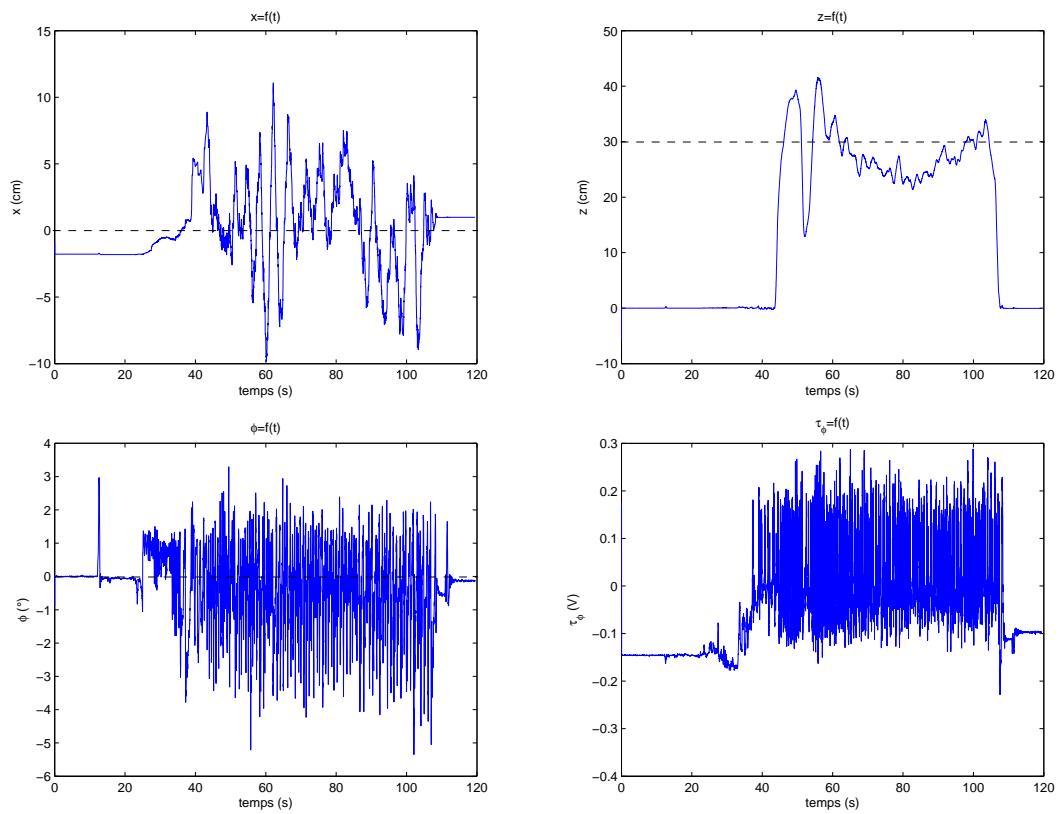 x=f(t)
15
10
5
0
−5
−10
x (cm)
0 20 40 60 80 100 120
temps (s)
z=f(t)
50
40
30
20
10
0
−10
z (cm)
0 20 40 60 80 100 120
temps (s)
ϕ=f(t)
4
3
2
1
0
−1
−2
−3
−4
−5
−6
ϕ (°)
0 20 40 60 80 100 120
temps (s)
τϕ=f(t)
0.3
0.2
0.1
0
−0.1
−0.2
−0.3
−0.4
τϕ (V)
0 20 40 60 80 100 120
temps (s)